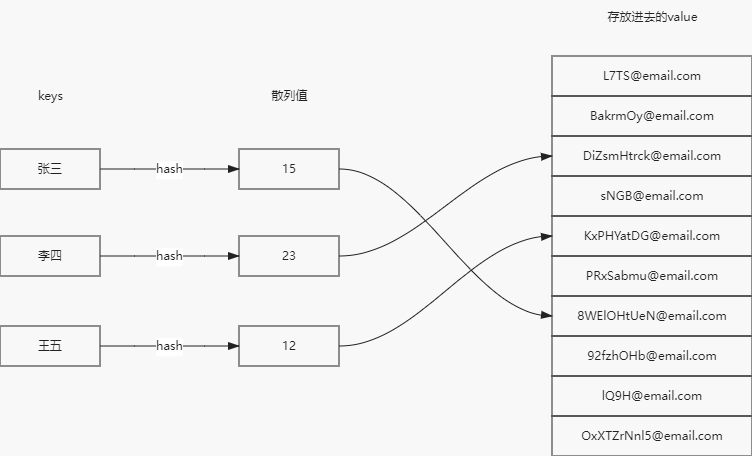 存放进去的value
keys
散列值
L7TS@email.com
BakrmOy@email.com
DiZsmHtrck@email.com
sNGB@email.com
KxPHYatDG@email.com
PRxSabmu@email.com
8WElOHtUeN@email.com
92fzhOHb@email.com
lQ9H@email.com
OxXTZrNnl5@email.com
张三
hash
15
李四
hash
23
王五
hash
12